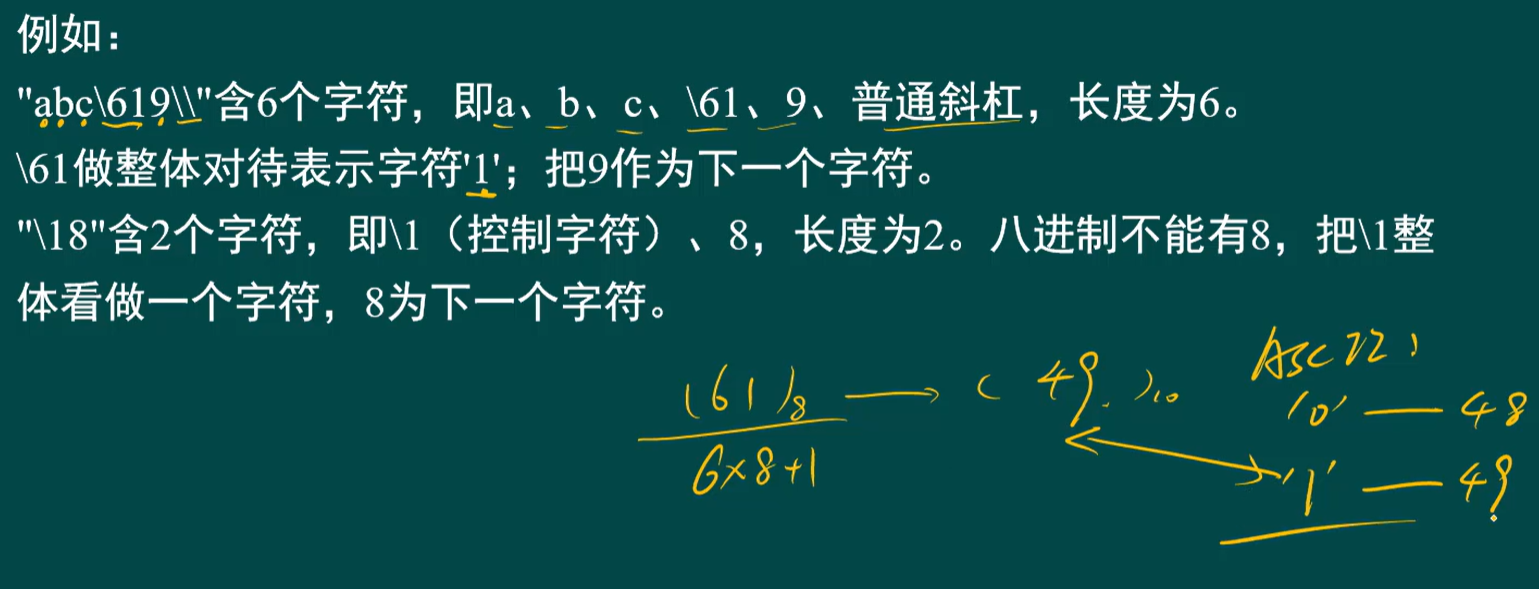 例如：
"abc\619\\"含6个字符，即a、b、c、\61、9、普通斜杠，长度为6。
\61做整体对待表示字符'1'；把9作为下一个字符。
"\18"含2个字符，即\1（控制字符）、8，长度为2。八进制不能有8，把\1整
体看做一个字符，8为下一个字符。
ASCII:
(61)8 → (49.)10
'0' — 48
6×8+1
'1' — 49